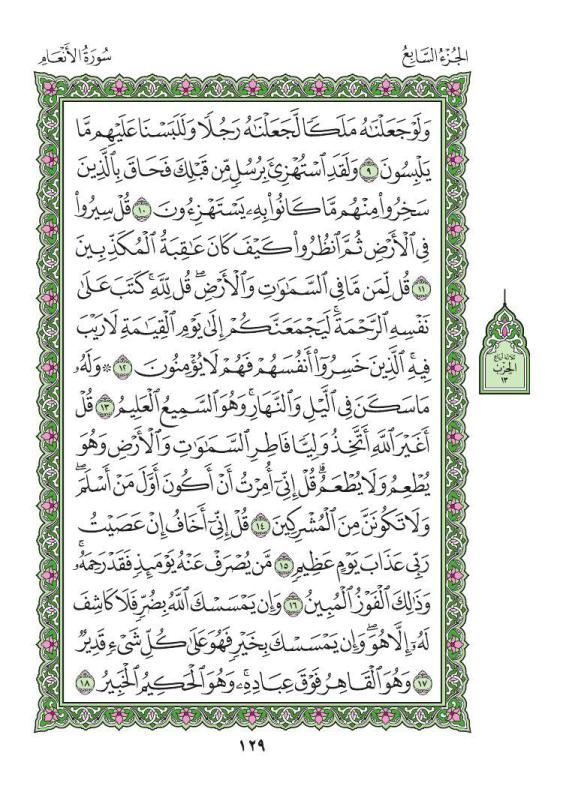 الجُزْءُ السَّابِعُ
سُورَةُ الأَنْعَامِ
وَلَوْ جَعَلْنَٰهُ مَلَكًا لَّجَعَلْنَٰهُ رَجُلًا وَلَلَبَسْنَا عَلَيْهِم مَّا
يَلْبِسُونَ ٩ وَلَقَدِ ٱسْتُهْزِئَ بِرُسُلٍ مِّن قَبْلِكَ فَحَاقَ بِٱلَّذِينَ
سَخِرُوا۟ مِنْهُم مَّا كَانُوا۟ بِهِۦ يَسْتَهْزِءُونَ ١٠ قُلْ سِيرُوا۟
فِى ٱلْأَرْضِ ثُمَّ ٱنظُرُوا۟ كَيْفَ كَانَ عَٰقِبَةُ ٱلْمُكَذِّبِينَ
١١ قُل لِّمَن مَّا فِى ٱلسَّمَٰوَٰتِ وَٱلْأَرْضِ ۖ قُل لِّلَّهِ ۚ كَتَبَ عَلَىٰ
نَفْسِهِ ٱلرَّحْمَةَ ۚ لَيَجْمَعَنَّكُمْ إِلَىٰ يَوْمِ ٱلْقِيَٰمَةِ لَا رَيْبَ
فِيهِ ۚ ٱلَّذِينَ خَسِرُوٓا۟ أَنفُسَهُمْ فَهُمْ لَا يُؤْمِنُونَ ١٢ ۞ وَلَهُۥ
مَا سَكَنَ فِى ٱلَّيْلِ وَٱلنَّهَارِ ۚ وَهُوَ ٱلسَّمِيعُ ٱلْعَلِيمُ ١٣ قُلْ
أَغَيْرَ ٱللَّهِ أَتَّخِذُ وَلِيًّا فَاطِرِ ٱلسَّمَٰوَٰتِ وَٱلْأَرْضِ وَهُوَ
يُطْعِمُ وَلَا يُطْعَمُ ۗ قُلْ إِنِّىٓ أُمِرْتُ أَنْ أَكُونَ أَوَّلَ مَنْ أَسْلَمَ ۖ
وَلَا تَكُونَنَّ مِنَ ٱلْمُشْرِكِينَ ١٤ قُلْ إِنِّىٓ أَخَافُ إِنْ عَصَيْتُ
رَبِّى عَذَابَ يَوْمٍ عَظِيمٍ ١٥ مَّن يُصْرَفْ عَنْهُ يَوْمَئِذٍ فَقَدْ رَحِمَهُۥ ۚ
وَذَٰلِكَ ٱلْفَوْزُ ٱلْمُبِينُ ١٦ وَإِن يَمْسَسْكَ ٱللَّهُ بِضُرٍّ فَلَا كَاشِفَ
لَهُۥٓ إِلَّا هُوَ ۖ وَإِن يَمْسَسْكَ بِخَيْرٍ فَهُوَ عَلَىٰ كُلِّ شَىْءٍ قَدِيرٌ
١٧ وَهُوَ ٱلْقَاهِرُ فَوْقَ عِبَادِهِۦ ۚ وَهُوَ ٱلْحَكِيمُ ٱلْخَبِيرُ ١٨
ثلاثة أرباع
الحزب
١٣
١٢٩